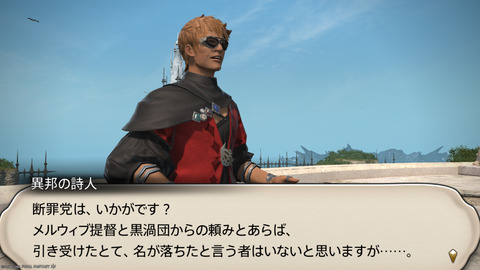 異邦の詩人
断罪党は、いかがです？
メルウィブ提督と黒渦団からの頼みとあらば、
引き受けたとて、名が落ちたと言う者はいないと思いますが……。